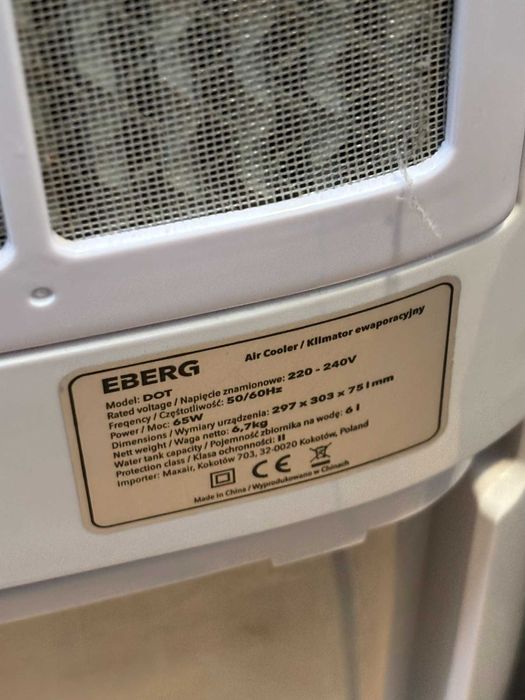 EBERG
Air Cooler / Klimator ewaporacyjny
Model: DOT
Rated voltage / Napięcie znamionowe: 220 - 240V
Freqency / Częstotliwość: 50/60Hz
Power / Moc: 65W
Dimensions / Wymiary urządzenia: 297 x 303 x 751 mm
Net weight / Waga netto: 6,7kg
Water tank capacity / Pojemność zbiornika na wodę: 6 l
Protection class / Klasa ochronności: II
Importer: Maxair, Kokotów 703, 32-0020 Kokotów, Poland
CE
Made in China / Wyprodukowano w Chinach